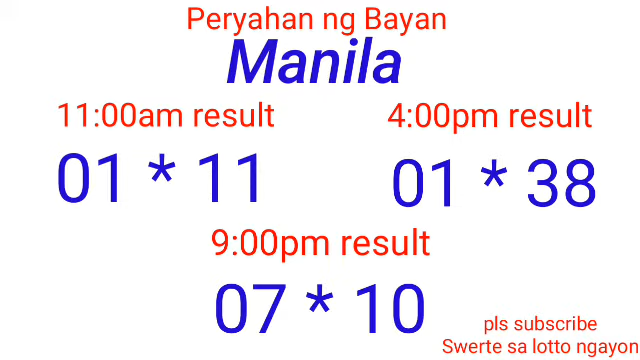 Peryahan ng Bayan
Manila
11:00am result
4:00pm result
01 * 11
01 * 38
9:00pm result
07 * 10
pls subscribe
Swerte sa lotto ngayon